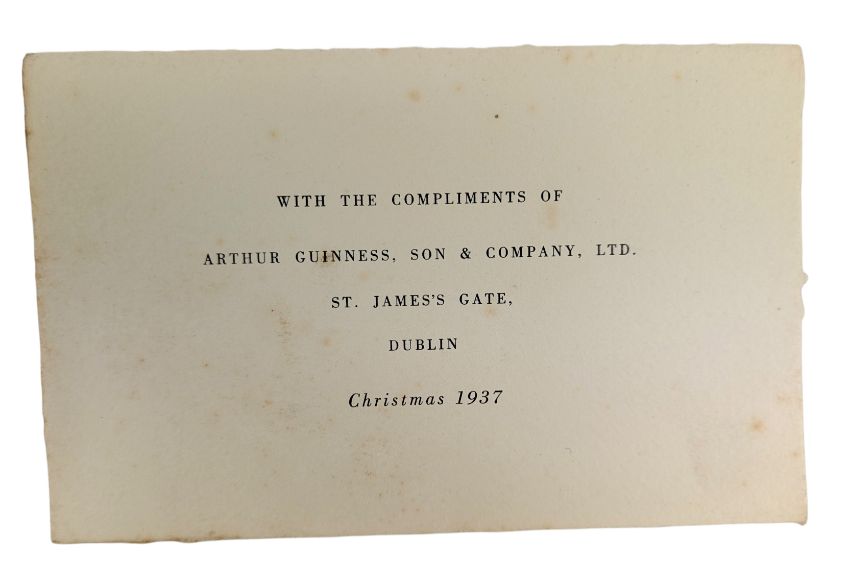 WITH THE COMPLIMENTS OF
ARTHUR GUINNESS, SON & COMPANY, LTD.
ST. JAMES'S GATE,
DUBLIN
Christmas 1937